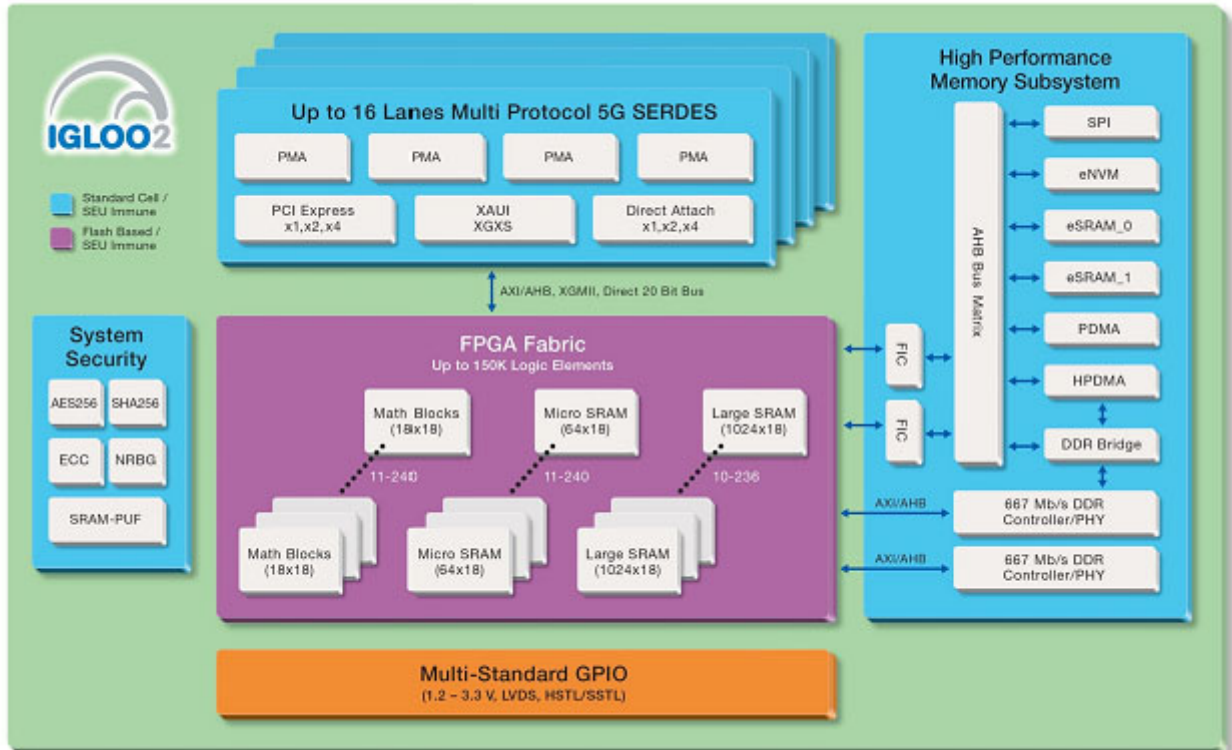 IGLOO2
Standard Cell /
SEU Immune
Flash Based /
SEU Immune
Up to 16 Lanes Multi Protocol 5G SERDES
PMA
PMA
PMA
PMA
PCI Express
x1,x2,x4
XAUI
XGXS
Direct Attach
x1,x2,x4
AXI/AHB, XGMII, Direct 20 Bit Bus
System
Security
AES256
SHA256
ECC
NRBG
SRAM-PUF
FPGA Fabric
Up to 150K Logic Elements
Math Blocks
(18x18)
Micro SRAM
(64x18)
Large SRAM
(1024x18)
11-240
11-240
10-236
Math Blocks
(18x18)
Micro SRAM
(64x18)
Large SRAM
(1024x18)
High Performance
Memory Subsystem
AHB Bus Matrix
SPI
eNVM
eSRAM_0
eSRAM_1
PDMA
HPDMA
DDR Bridge
FIC
FIC
AXI/AHB
667 Mb/s DDR
Controller/PHY
AXI/AHB
667 Mb/s DDR
Controller/PHY
Multi-Standard GPIO
(1.2 – 3.3 V, LVDS, HSTL/SSTL)